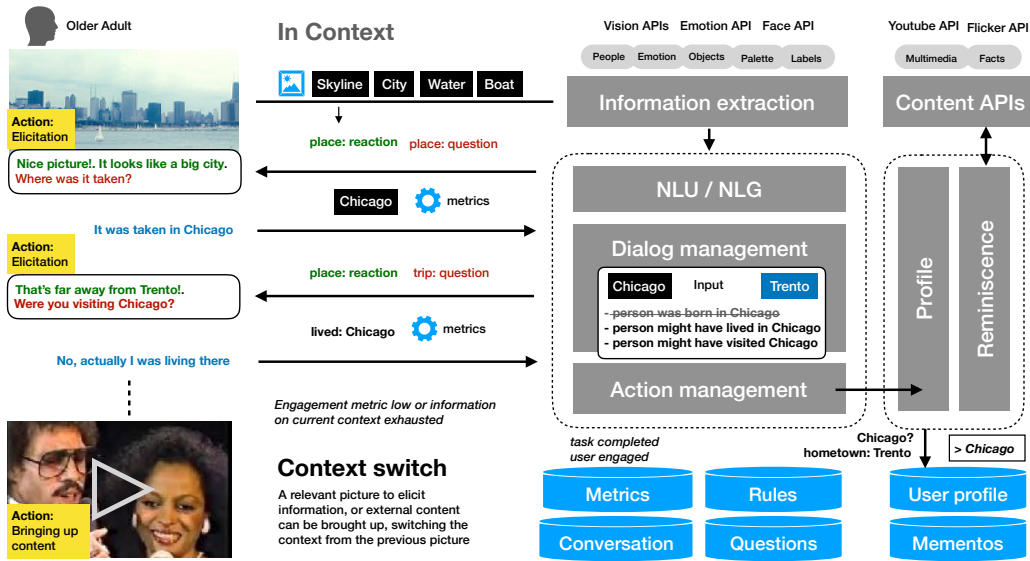 Older Adult
In Context
Vision APIs
Emotion API
Face API
Youtube API
Flicker API
People
Emotion
Objects
Palette
Labels
Multimedia
Facts
Skyline
City
Water
Boat
Information extraction
Content APIs
Action:
Elicitation
place: reaction
place: question
Nice picture!. It looks like a big city.
Where was it taken?
NLU / NLG
Chicago
metrics
It was taken in Chicago
Dialog management
Action:
Elicitation
place: reaction
trip: question
Chicago
Input
Trento
That's far away from Trento!.
Were you visiting Chicago?
- person was born in Chicago
- person might have lived in Chicago
- person might have visited Chicago
Profile
Reminiscence
lived: Chicago
metrics
No, actually I was living there
Action management
Engagement metric low or information
on current context exhausted
task completed
user engaged
Chicago?
hometown: Trento
> Chicago
Context switch
A relevant picture to elicit
information, or external content
can be brought up, switching the
context from the previous picture
Action:
Bringing up
content
Metrics
Rules
User profile
Conversation
Questions
Mementos